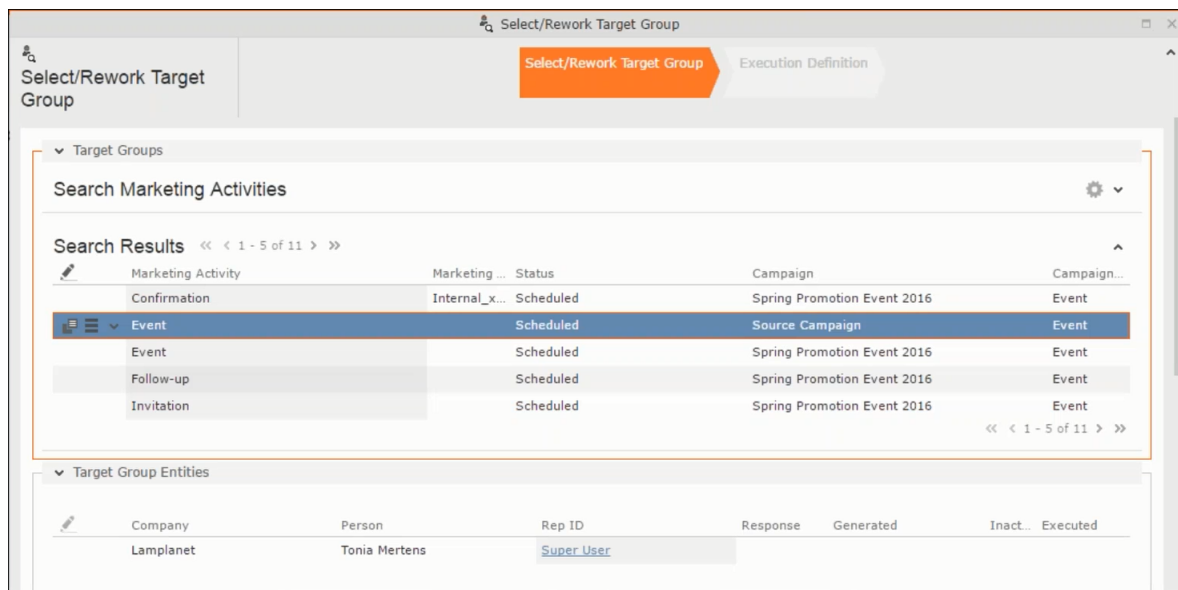 Select/Rework Target Group
Select/Rework Target Group
Select/Rework Target Group
Execution Definition
Target Groups
Search Marketing Activities
Search Results << < 1 - 5 of 11 > >>
Marketing Activity Marketing ... Status Campaign Campaign...
Confirmation Internal_x... Scheduled Spring Promotion Event 2016 Event
Event Scheduled Source Campaign Event
Event Scheduled Spring Promotion Event 2016 Event
Follow-up Scheduled Spring Promotion Event 2016 Event
Invitation Scheduled Spring Promotion Event 2016 Event
<< < 1 - 5 of 11 > >>
Target Group Entities
Company Person Rep ID Response Generated Inact... Executed
Lamplanet Tonia Mertens Super User